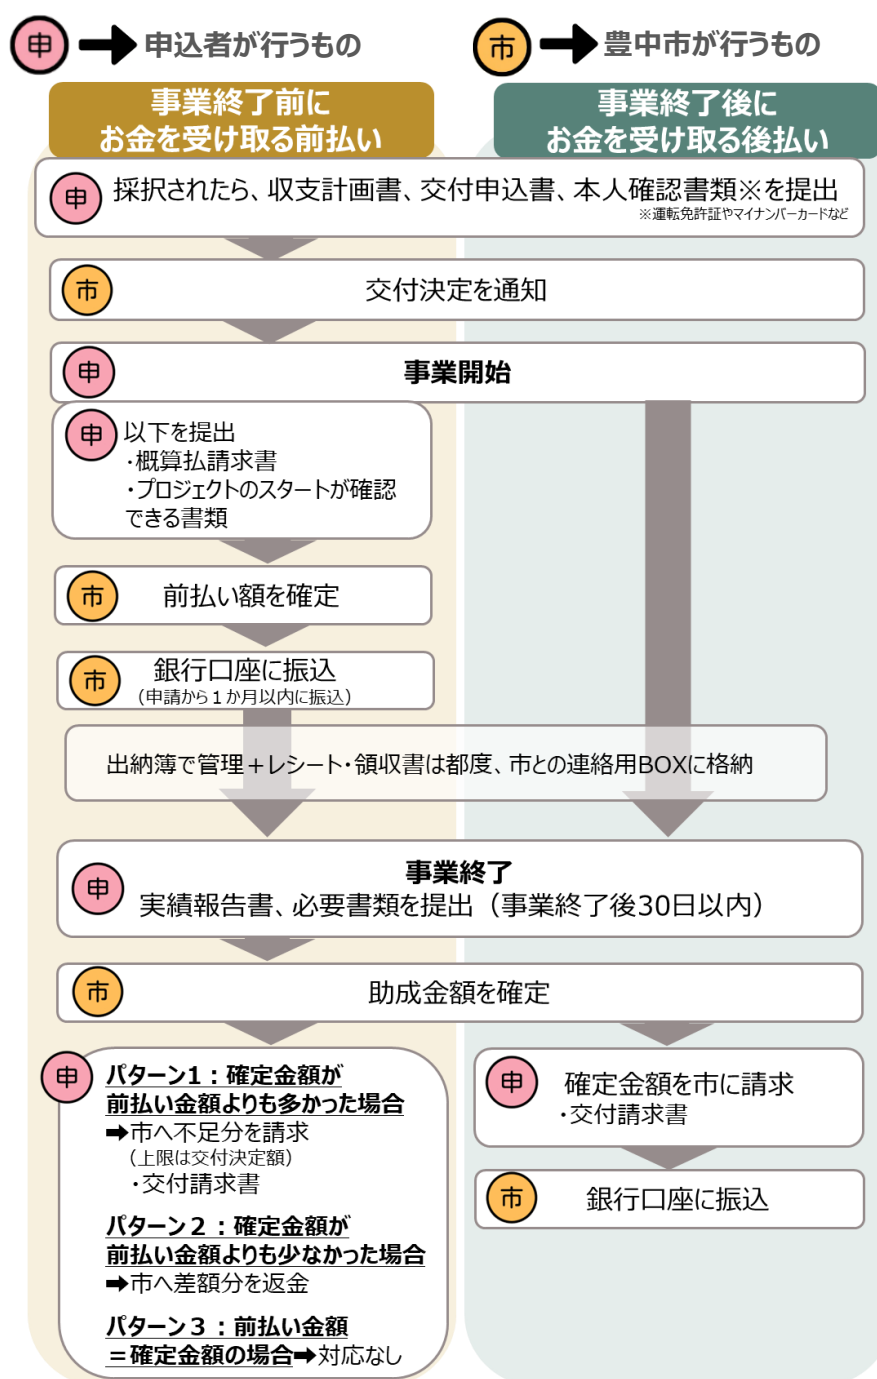 申 ➡ 申込者が行うもの
市 ➡ 豊中市が行うもの
事業終了前に
お金を受け取る前払い
事業終了後に
お金を受け取る後払い
申 採択されたら、収支計画書、交付申込書、本人確認書類※を提出
※運転免許証やマイナンバーカードなど
市 交付決定を通知
申 事業開始
申 以下を提出
・概算払請求書
・プロジェクトのスタートが確認
できる書類
市 前払い額を確定
市 銀行口座に振込
（申請から１か月以内に振込）
出納簿で管理＋レシート・領収書は都度、市との連絡用BOXに格納
事業終了
申 実績報告書、必要書類を提出（事業終了後30日以内）
市 助成金額を確定
申 パターン1：確定金額が
前払い金額よりも多かった場合
➡市へ不足分を請求
（上限は交付決定額）
・交付請求書
パターン２：確定金額が
前払い金額よりも少なかった場合
➡市へ差額分を返金
パターン３：前払い金額
＝確定金額の場合➡対応なし
申 確定金額を市に請求
・交付請求書
市 銀行口座に振込